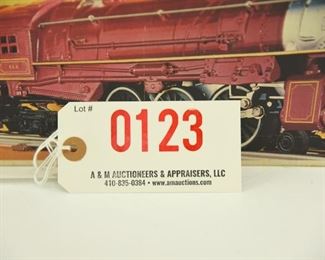 Lot #
0123
A & M AUCTIONEERS & APPRAISERS, LLC
410-835-0384 • www.amauctions.com